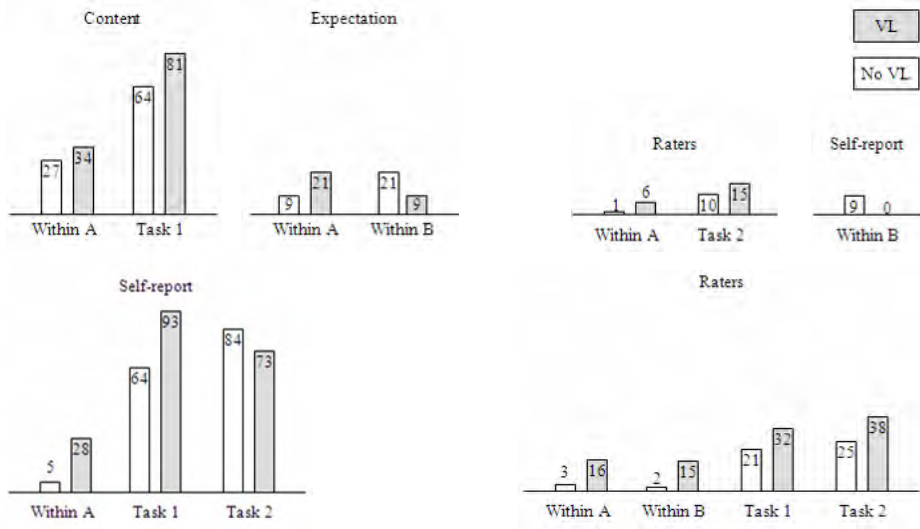 Content
Expectation
VL
No VL
27 34 64 81
Within A Task 1
9 21 21 9
Within A Within B
Raters
1 6 10 15
Within A Task 2
Self-report
9 0
Within B
Self-report
5 28 64 93 84 73
Within A Task 1 Task 2
Raters
3 16 2 15 21 32 25 38
Within A Within B Task 1 Task 2